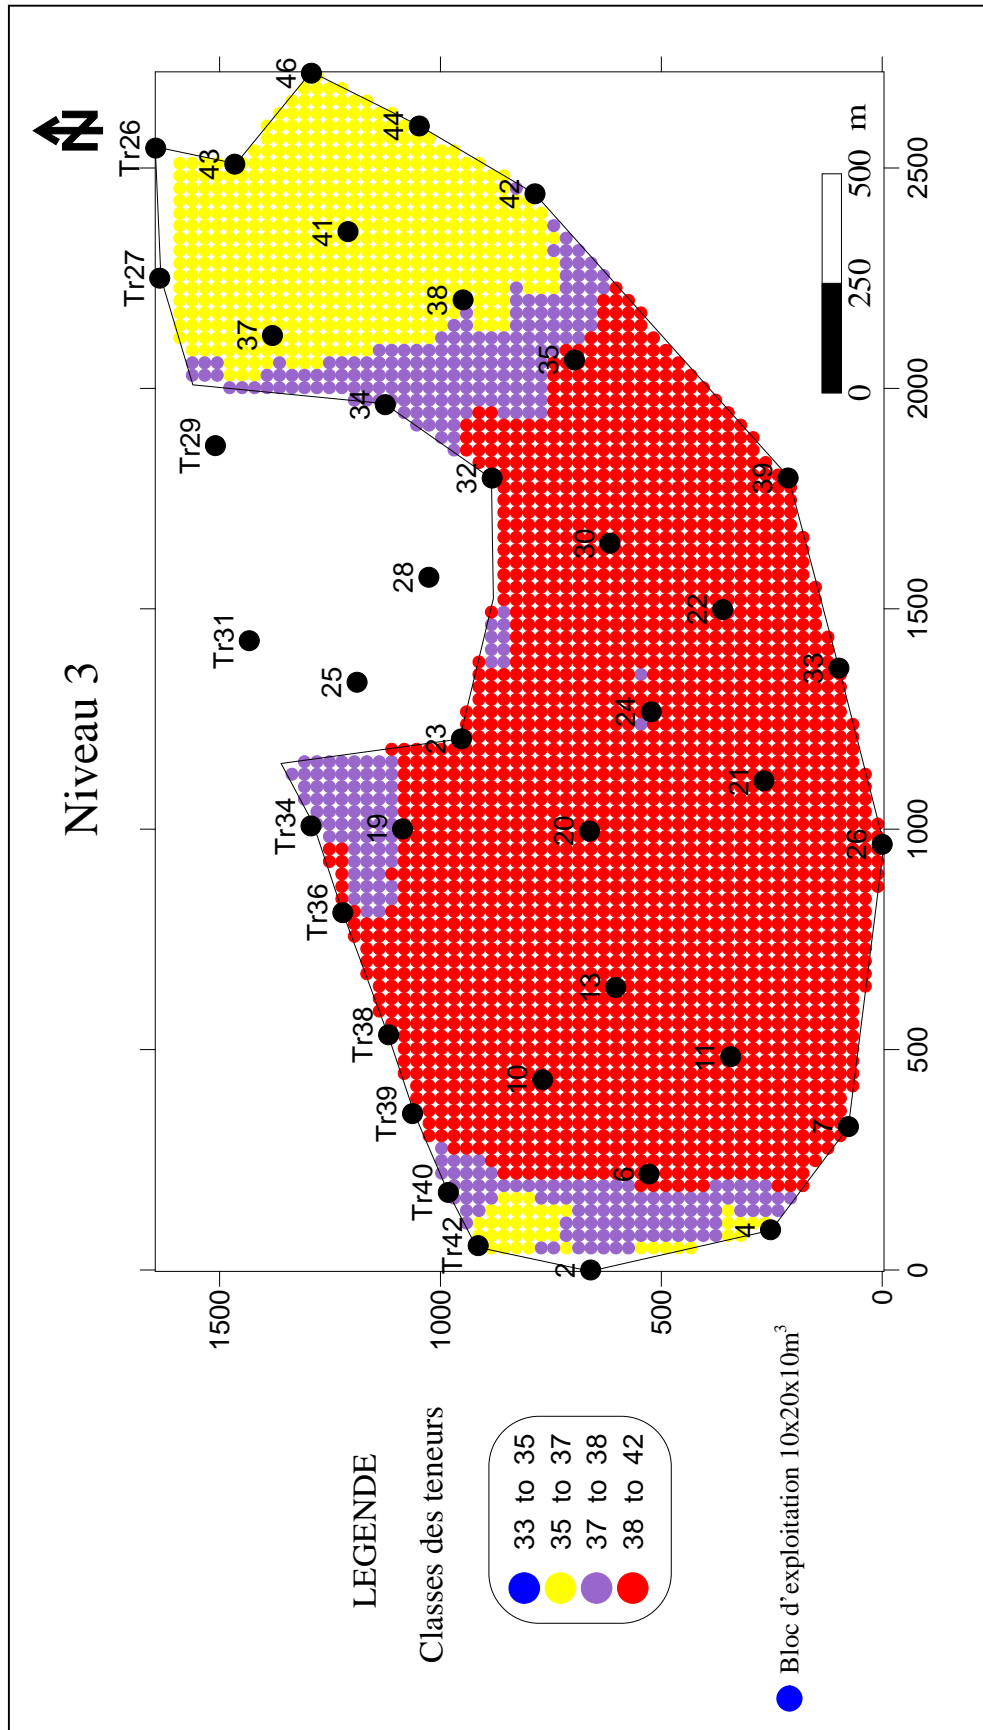 Niveau 3
N
Tr26
Tr27
46
43
44
41
42
37
38
Tr29
34
35
32
39
Tr31
28
30
25
22
23
24
33
Tr34
19
20
21
26
Tr36
Tr38
13
10
11
Tr39
7
Tr40
6
Tr42
4
2
0 250 500 m
0 500 1000 1500 2000 2500
0 500 1000 1500
LEGENDE
Classes des teneurs
33 to 35
35 to 37
37 to 38
38 to 42
Bloc d'exploitation 10x20x10m³